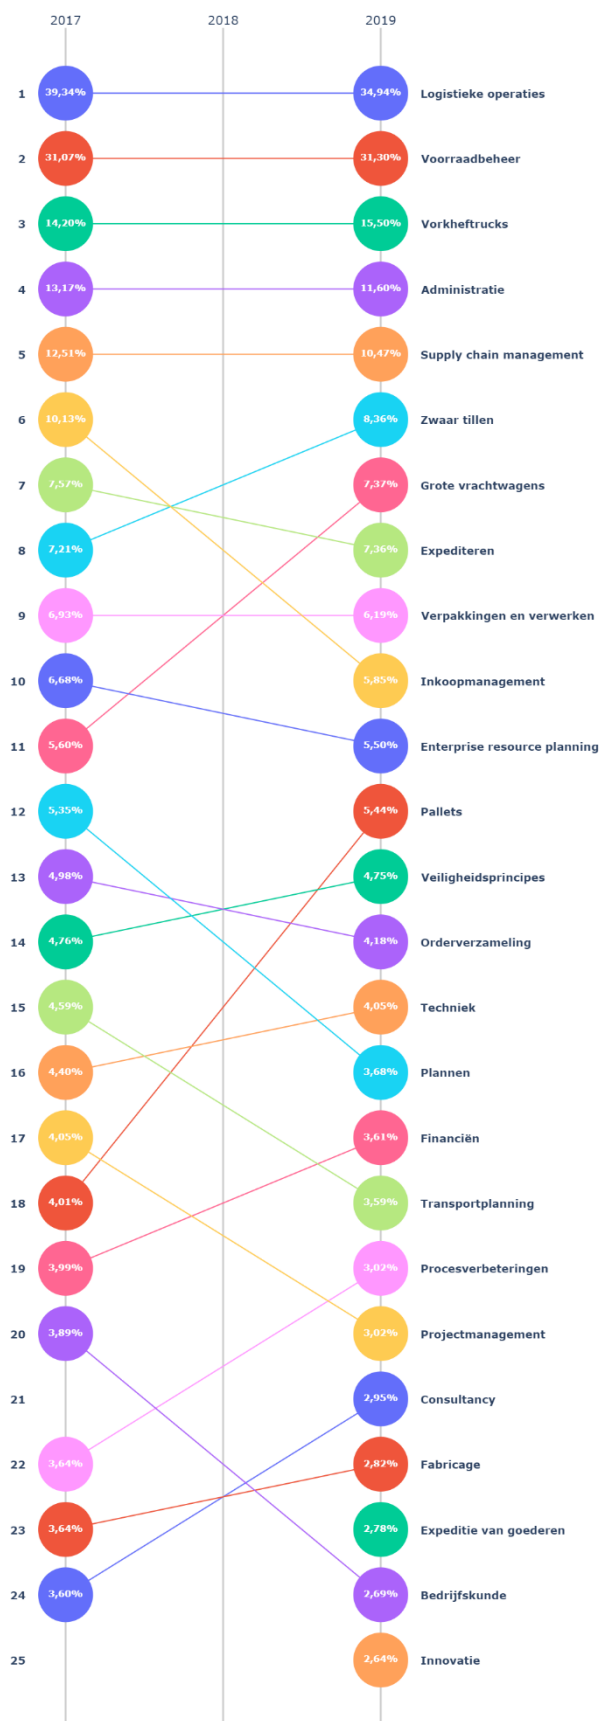 2017 2018 2019
1 39,34% 34,94% Logistieke operaties
2 31,07% 31,30% Voorraadbeheer
3 14,20% 15,50% Vorkheftrucks
4 13,17% 11,60% Administratie
5 12,51% 10,47% Supply chain management
6 10,13% 8,36% Zwaar tillen
7 7,57% 7,37% Grote vrachtwagens
8 7,21% 7,36% Expediteren
9 6,93% 6,19% Verpakkingen en verwerken
10 6,68% 5,85% Inkoopmanagement
11 5,60% 5,50% Enterprise resource planning
12 5,35% 5,44% Pallets
13 4,98% 4,75% Veiligheidsprincipes
14 4,76% 4,18% Orderverzameling
15 4,59% 4,05% Techniek
16 4,40% 3,68% Plannen
17 4,05% 3,61% Financiën
18 4,01% 3,59% Transportplanning
19 3,99% 3,02% Procesverbeteringen
20 3,89% 3,02% Projectmanagement
21 2,95% Consultancy
22 3,64% 2,82% Fabricage
23 3,64% 2,78% Expeditie van goederen
24 3,60% 2,69% Bedrijfskunde
25 2,64% Innovatie